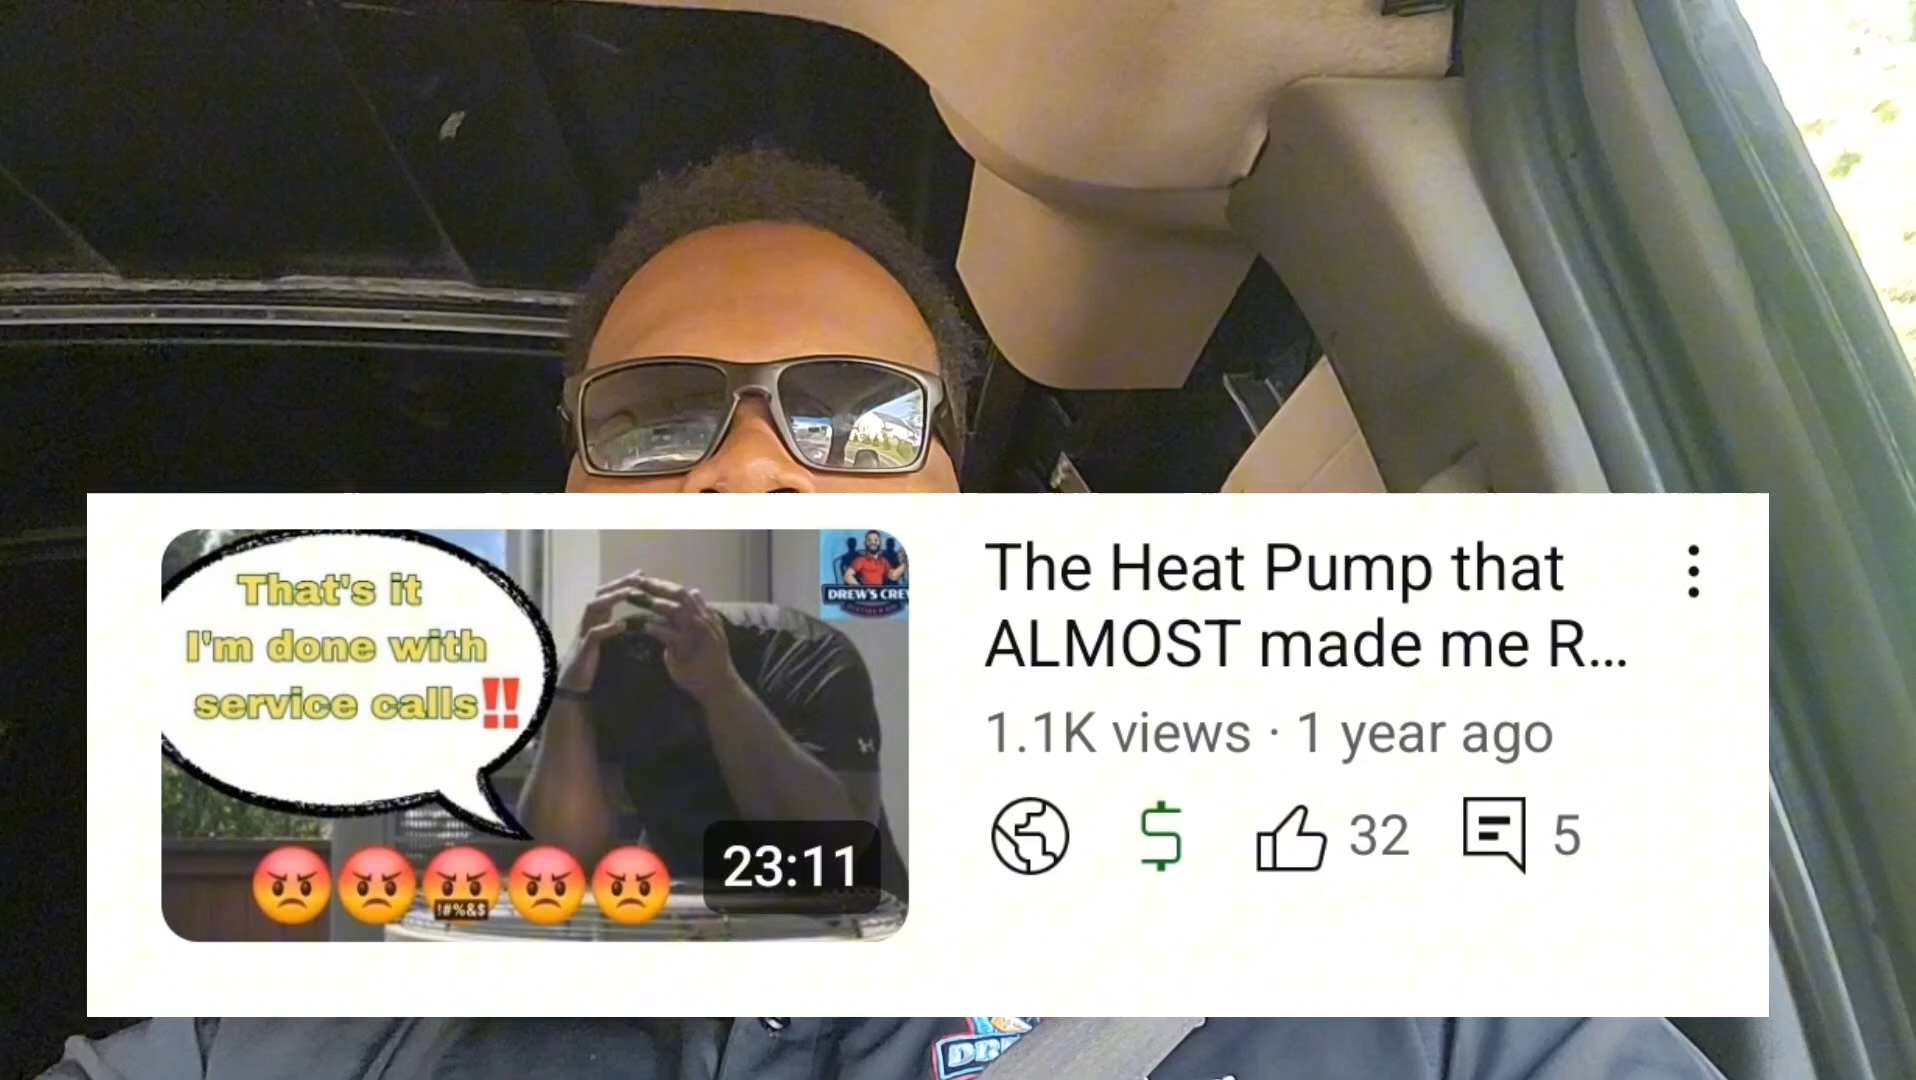 That's it
I'm done with
service calls‼
DREW'S CREW
!#%&$
23:11
The Heat Pump that
ALMOST made me R...
1.1K views · 1 year ago
32
5